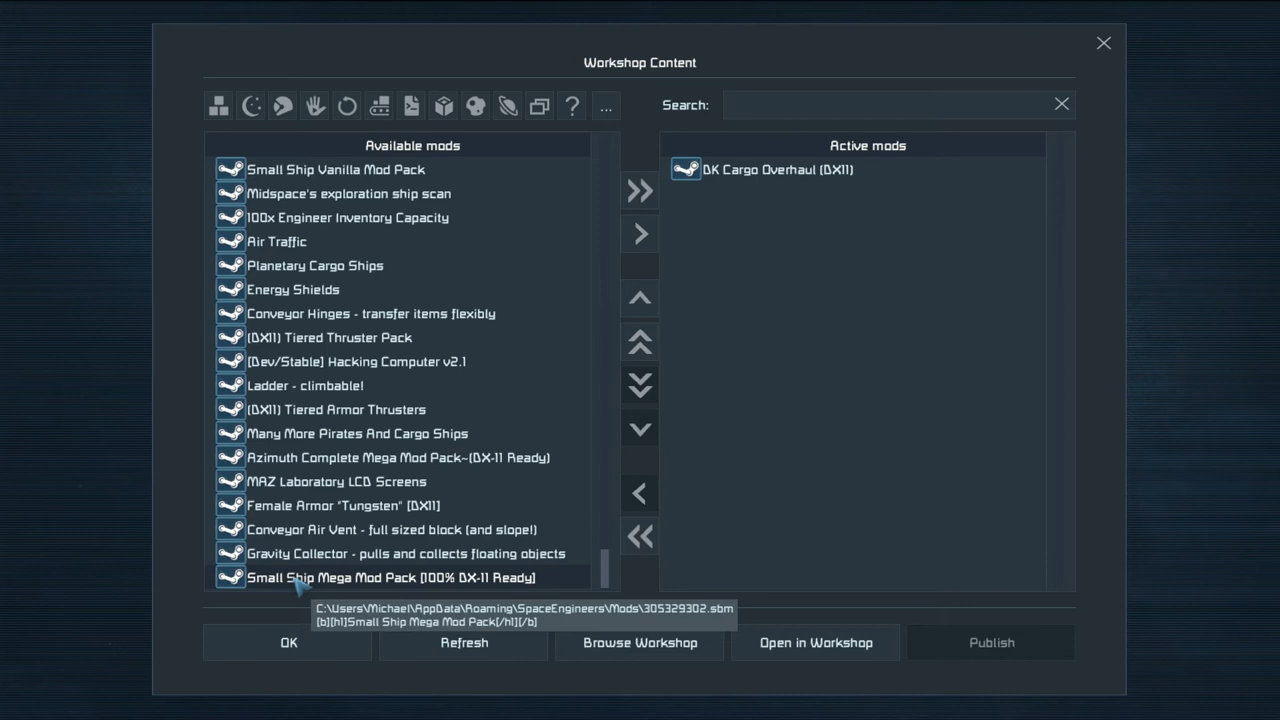 Workshop Content
?
...
Search:
Available mods
Small Ship Vanilla Mod Pack
Midspace's exploration ship scan
100x Engineer Inventory Capacity
Air Traffic
Planetary Cargo Ships
Energy Shields
Conveyor Hinges - transfer items flexibly
(DX11) Tiered Thruster Pack
[Dev/Stable] Hacking Computer v2.1
Ladder - climbable!
(DX11) Tiered Armor Thrusters
Many More Pirates And Cargo Ships
Azimuth Complete Mega Mod Pack~(DX-11 Ready)
MAZ Laboratory LCD Screens
Female Armor "Tungsten" [DX11]
Conveyor Air Vent - full sized block (and slope!)
Gravity Collector - pulls and collects floating objects
Small Ship Mega Mod Pack [100% DX-11 Ready]
Active mods
DK Cargo Overhaul (DX11)
C:\Users\Michael\AppData\Roaming\SpaceEngineers\Mods\305329302.sbm
[b][h1]Small Ship Mega Mod Pack[/h1][/b]
OK
Refresh
Browse Workshop
Open in Workshop
Publish